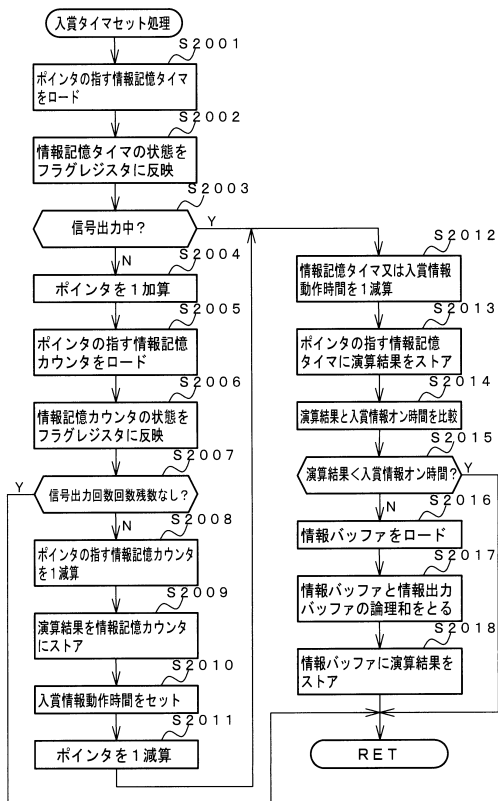 入賞タイマセット処理
S2001
ポインタの指す情報記憶タイマ
をロード
S2002
情報記憶タイマの状態を
フラグレジスタに反映
S2003
信号出力中?
Y
N
S2004
ポインタを1加算
S2005
ポインタの指す情報記憶
カウンタをロード
S2006
情報記憶カウンタの状態を
フラグレジスタに反映
S2007
Y
信号出力回数回数残数なし?
N
S2008
ポインタの指す情報記憶カウンタ
を1減算
S2009
演算結果を情報記憶カウンタ
にストア
S2010
入賞情報動作時間をセット
S2011
ポインタを1減算
S2012
情報記憶タイマ又は入賞情報
動作時間を1減算
S2013
ポインタの指す情報記憶
タイマに演算結果をストア
S2014
演算結果と入賞情報オン時間を比較
S2015
演算結果<入賞情報オン時間?
Y
N
S2016
情報バッファをロード
S2017
情報バッファと情報出力
バッファの論理和をとる
S2018
情報バッファに演算結果を
ストア
RET